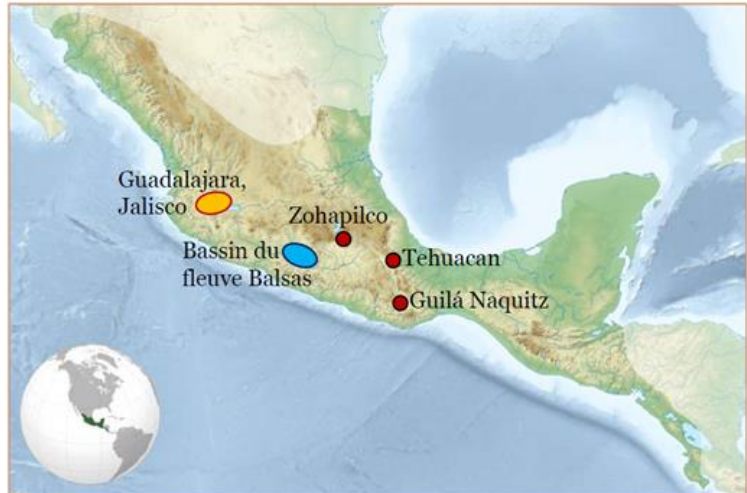 Guadalajara,
Jalisco
Zohapilco
Bassin du
fleuve Balsas
Tehuacan
Guilá Naquitz